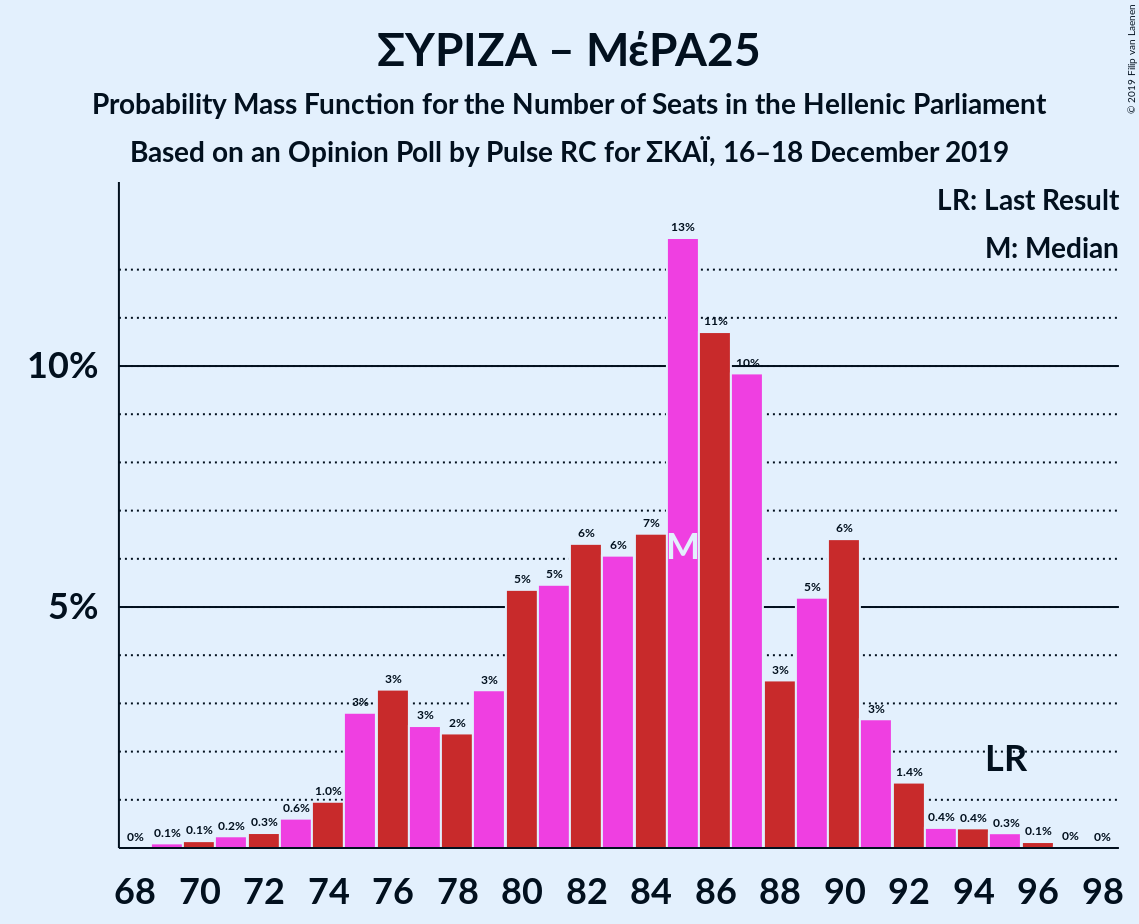 ΣΥΡΙΖΑ – ΜέΡΑ25
Probability Mass Function for the Number of Seats in the Hellenic Parliament
Based on an Opinion Poll by Pulse RC for ΣΚΑΪ, 16–18 December 2019
© 2019 Filip van Laenen
LR: Last Result
M: Median
10%
5%
0% 0.1% 0.1% 0.2% 0.3% 0.6% 1.0% 3% 3% 3% 2% 3% 5% 5% 6% 6% 7% 13% 11% 10% 3% 5% 6% 3% 1.4% 0.4% 0.4% 0.3% 0.1% 0% 0%
M
LR
68 70 72 74 76 78 80 82 84 86 88 90 92 94 96 98